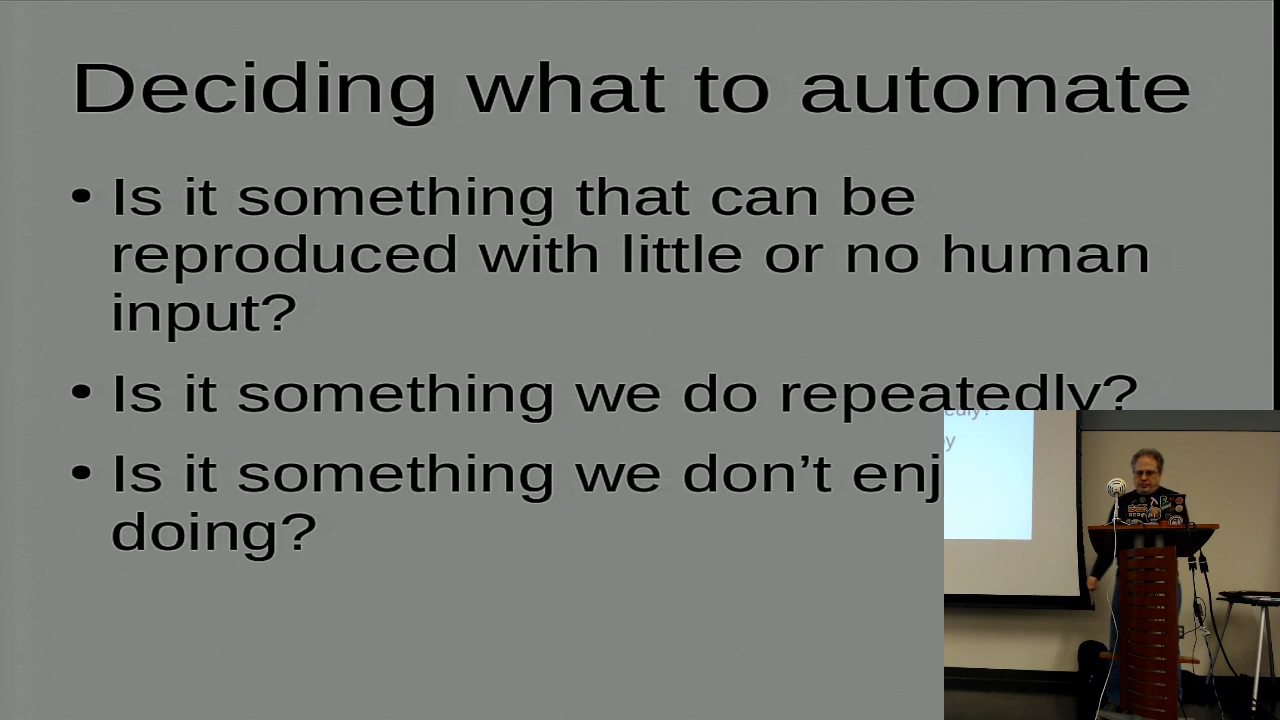 Deciding what to automate
• Is it something that can be
reproduced with little or no human
input?
• Is it something we do repeatedly?
• Is it something we don’t enj
doing?
edly?
y